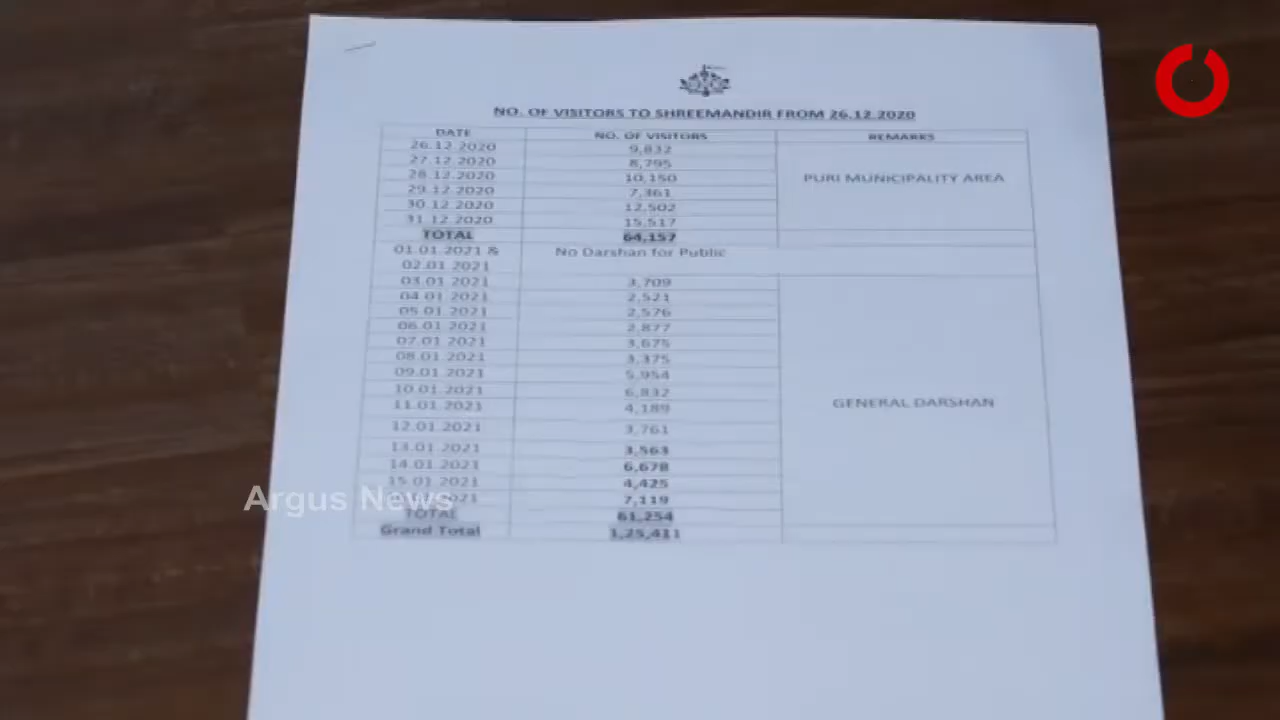 NO. OF VISITORS TO SHREEMANDIR FROM 26.12.2020
DATE NO. OF VISITORS REMARKS
26.12.2020 9,832
27.12.2020 8,795
28.12.2020 10,150 PURI MUNICIPALITY AREA
29.12.2020 7,361
30.12.2020 12,502
31.12.2020 15,517
TOTAL 64,157
01.01.2021 & No Darshan for Public
02.01.2021
03.01.2021 3,709
04.01.2021 2,521
05.01.2021 2,576
06.01.2021 2,877
07.01.2021 3,675
08.01.2021 3,375
09.01.2021 5,954
10.01.2021 6,832
11.01.2021 4,189 GENERAL DARSHAN
12.01.2021 3,761
13.01.2021 3,563
14.01.2021 6,678
15.01.2021 4,425
2021 7,119
TOTAL 61,254
Grand Total 1,25,411
Argus News